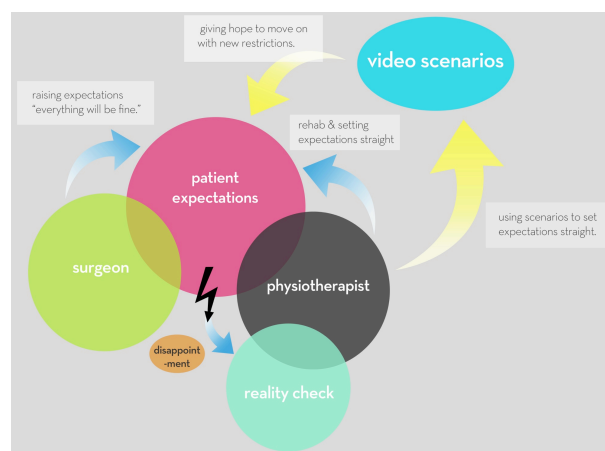 giving hope to move on
with new restrictions.
video scenarios
raising expectations
“everything will be fine.”
rehab & setting
expectations straight
patient
expectations
using scenarios to set
expectations straight.
surgeon
physiotherapist
disappoint
-ment
reality check